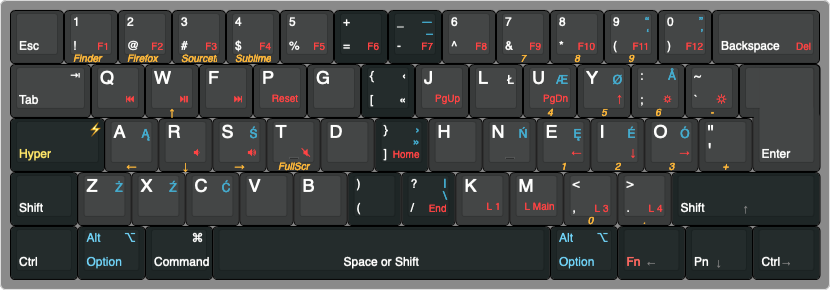 Esc 1 2 3 4 5 + _ — 6 7 8 9 " 0 " Backspace Del
! F1 @ F2 # F3 $ F4 % F5 = F6 - F7 ^ F8 & F9 * F10 ( F11 ) F12
Finder Firefox Sourcet Sublime 7 8 9
Tab ⇥ Q W F P G { ‹ J L Ł U Æ Y Ø : Å ~
⏮ ⏯ ⏭ Reset [ « PgUp PgDn ↑ ; ☼ ` ☼
↑ 4 5 6 -
Hyper ⚡ A Ą R S Ś T D } › » H N Ń E Ę I É O Ó " Enter
] Home _ ← ↓ → '
← ↓ → FullScr 1 2 3 +
Shift Z Ż X Ź C Ć V B ) ? | \ K M < > Shift ↑
( / End L 1 L Main , L 3 . L 4
0 .
Ctrl Alt ⌥ ⌘ Alt ⌥
Option Command Space or Shift Option Fn ← Pn ↓ Ctrl→